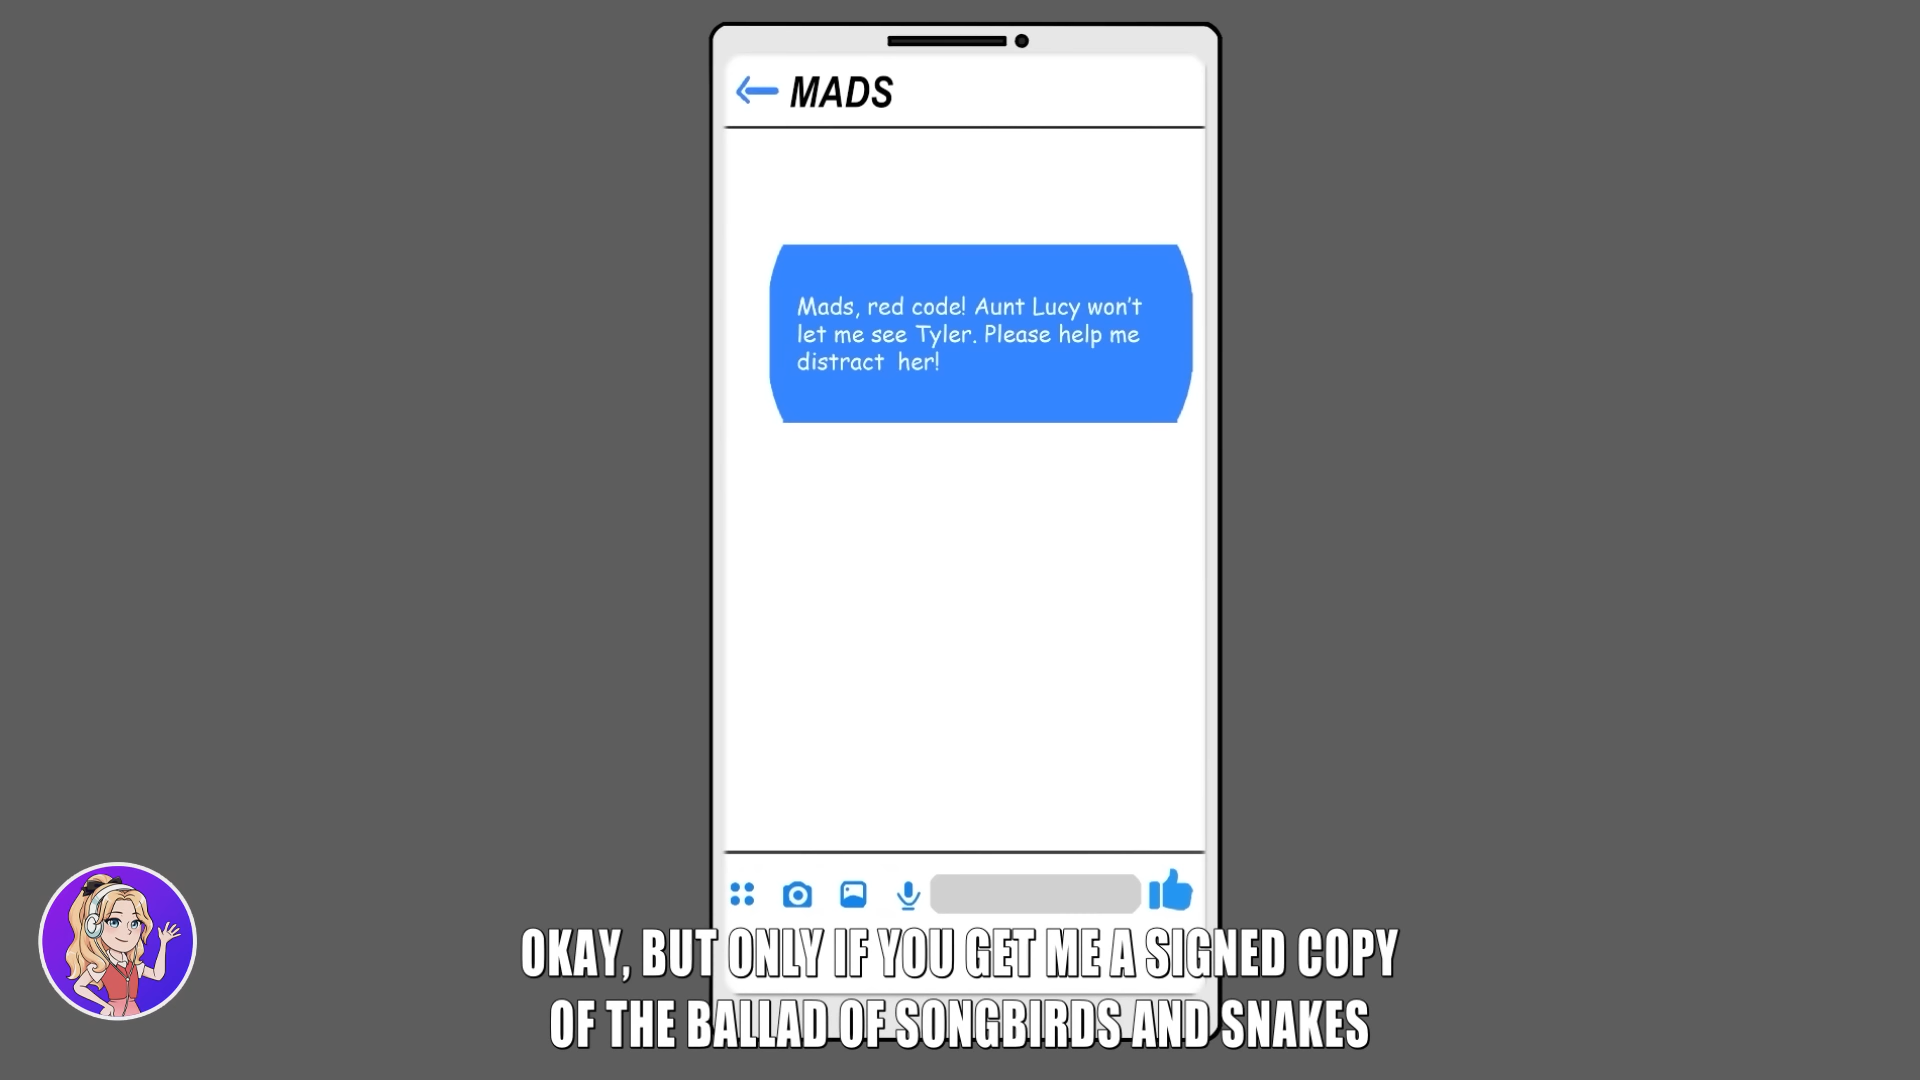 MADS
Mads, red code! Aunt Lucy won't
let me see Tyler. Please help me
distract  her!
OKAY, BUT ONLY IF YOU GET ME A SIGNED COPY
OF THE BALLAD OF SONGBIRDS AND SNAKES